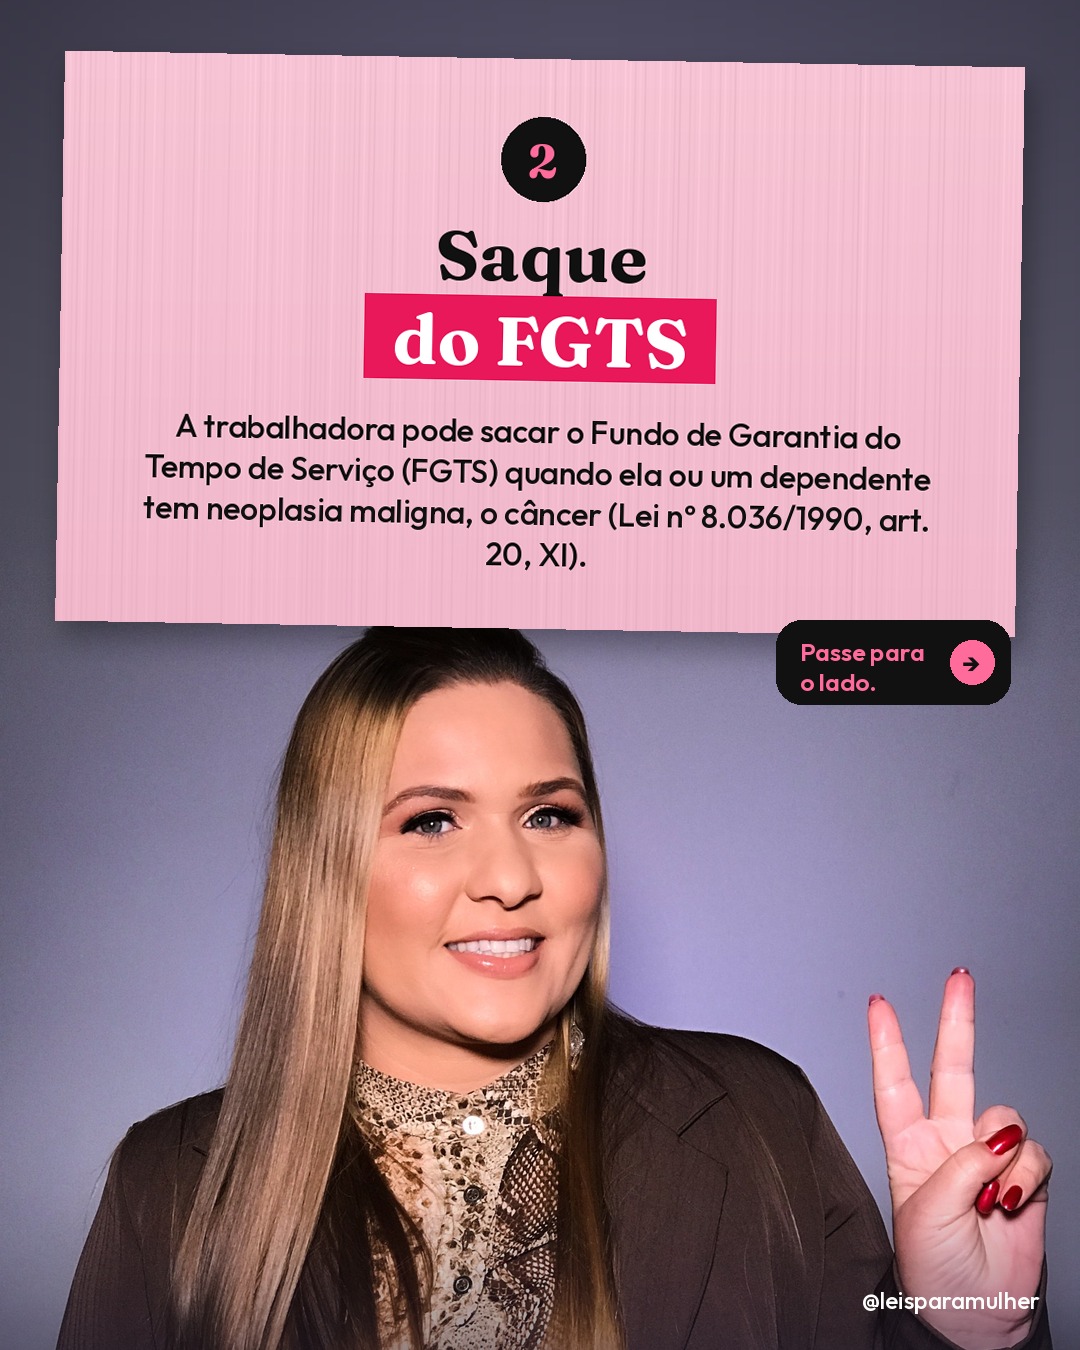 2
Saque
do FGTS
A trabalhadora pode sacar o Fundo de Garantia do
Tempo de Serviço (FGTS) quando ela ou um dependente
tem neoplasia maligna, o câncer (Lei nº 8.036/1990, art.
20, XI).
Passe para
o lado.
@leisparamulher